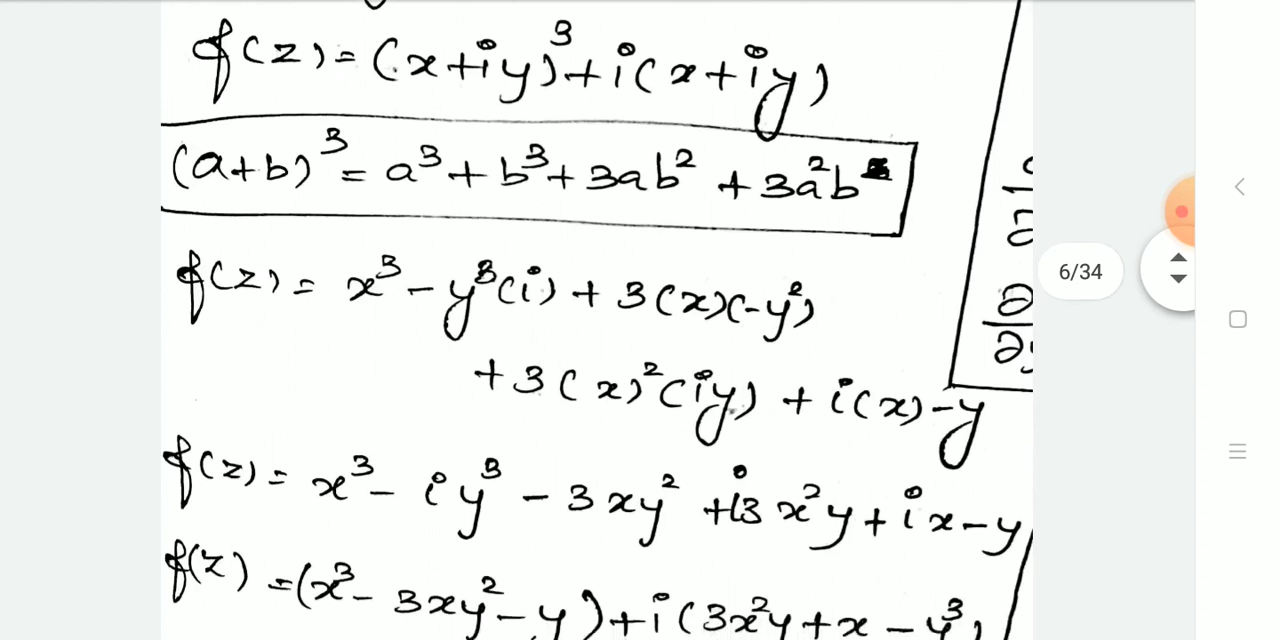 f(z) = (x+iy)³+i(x+iy)
(a+b)³ = a³+b³+3ab²+3a²b
f(z) = x³-y³(i)+3(x)(-y²)
+3(x)²(iy)+i(x)-y
6/34
f(z) = x³-iy³-3xy²+i3x²y+ix-y
f(z) = (x³-3xy²-y)+i(3x²y+x-y³)